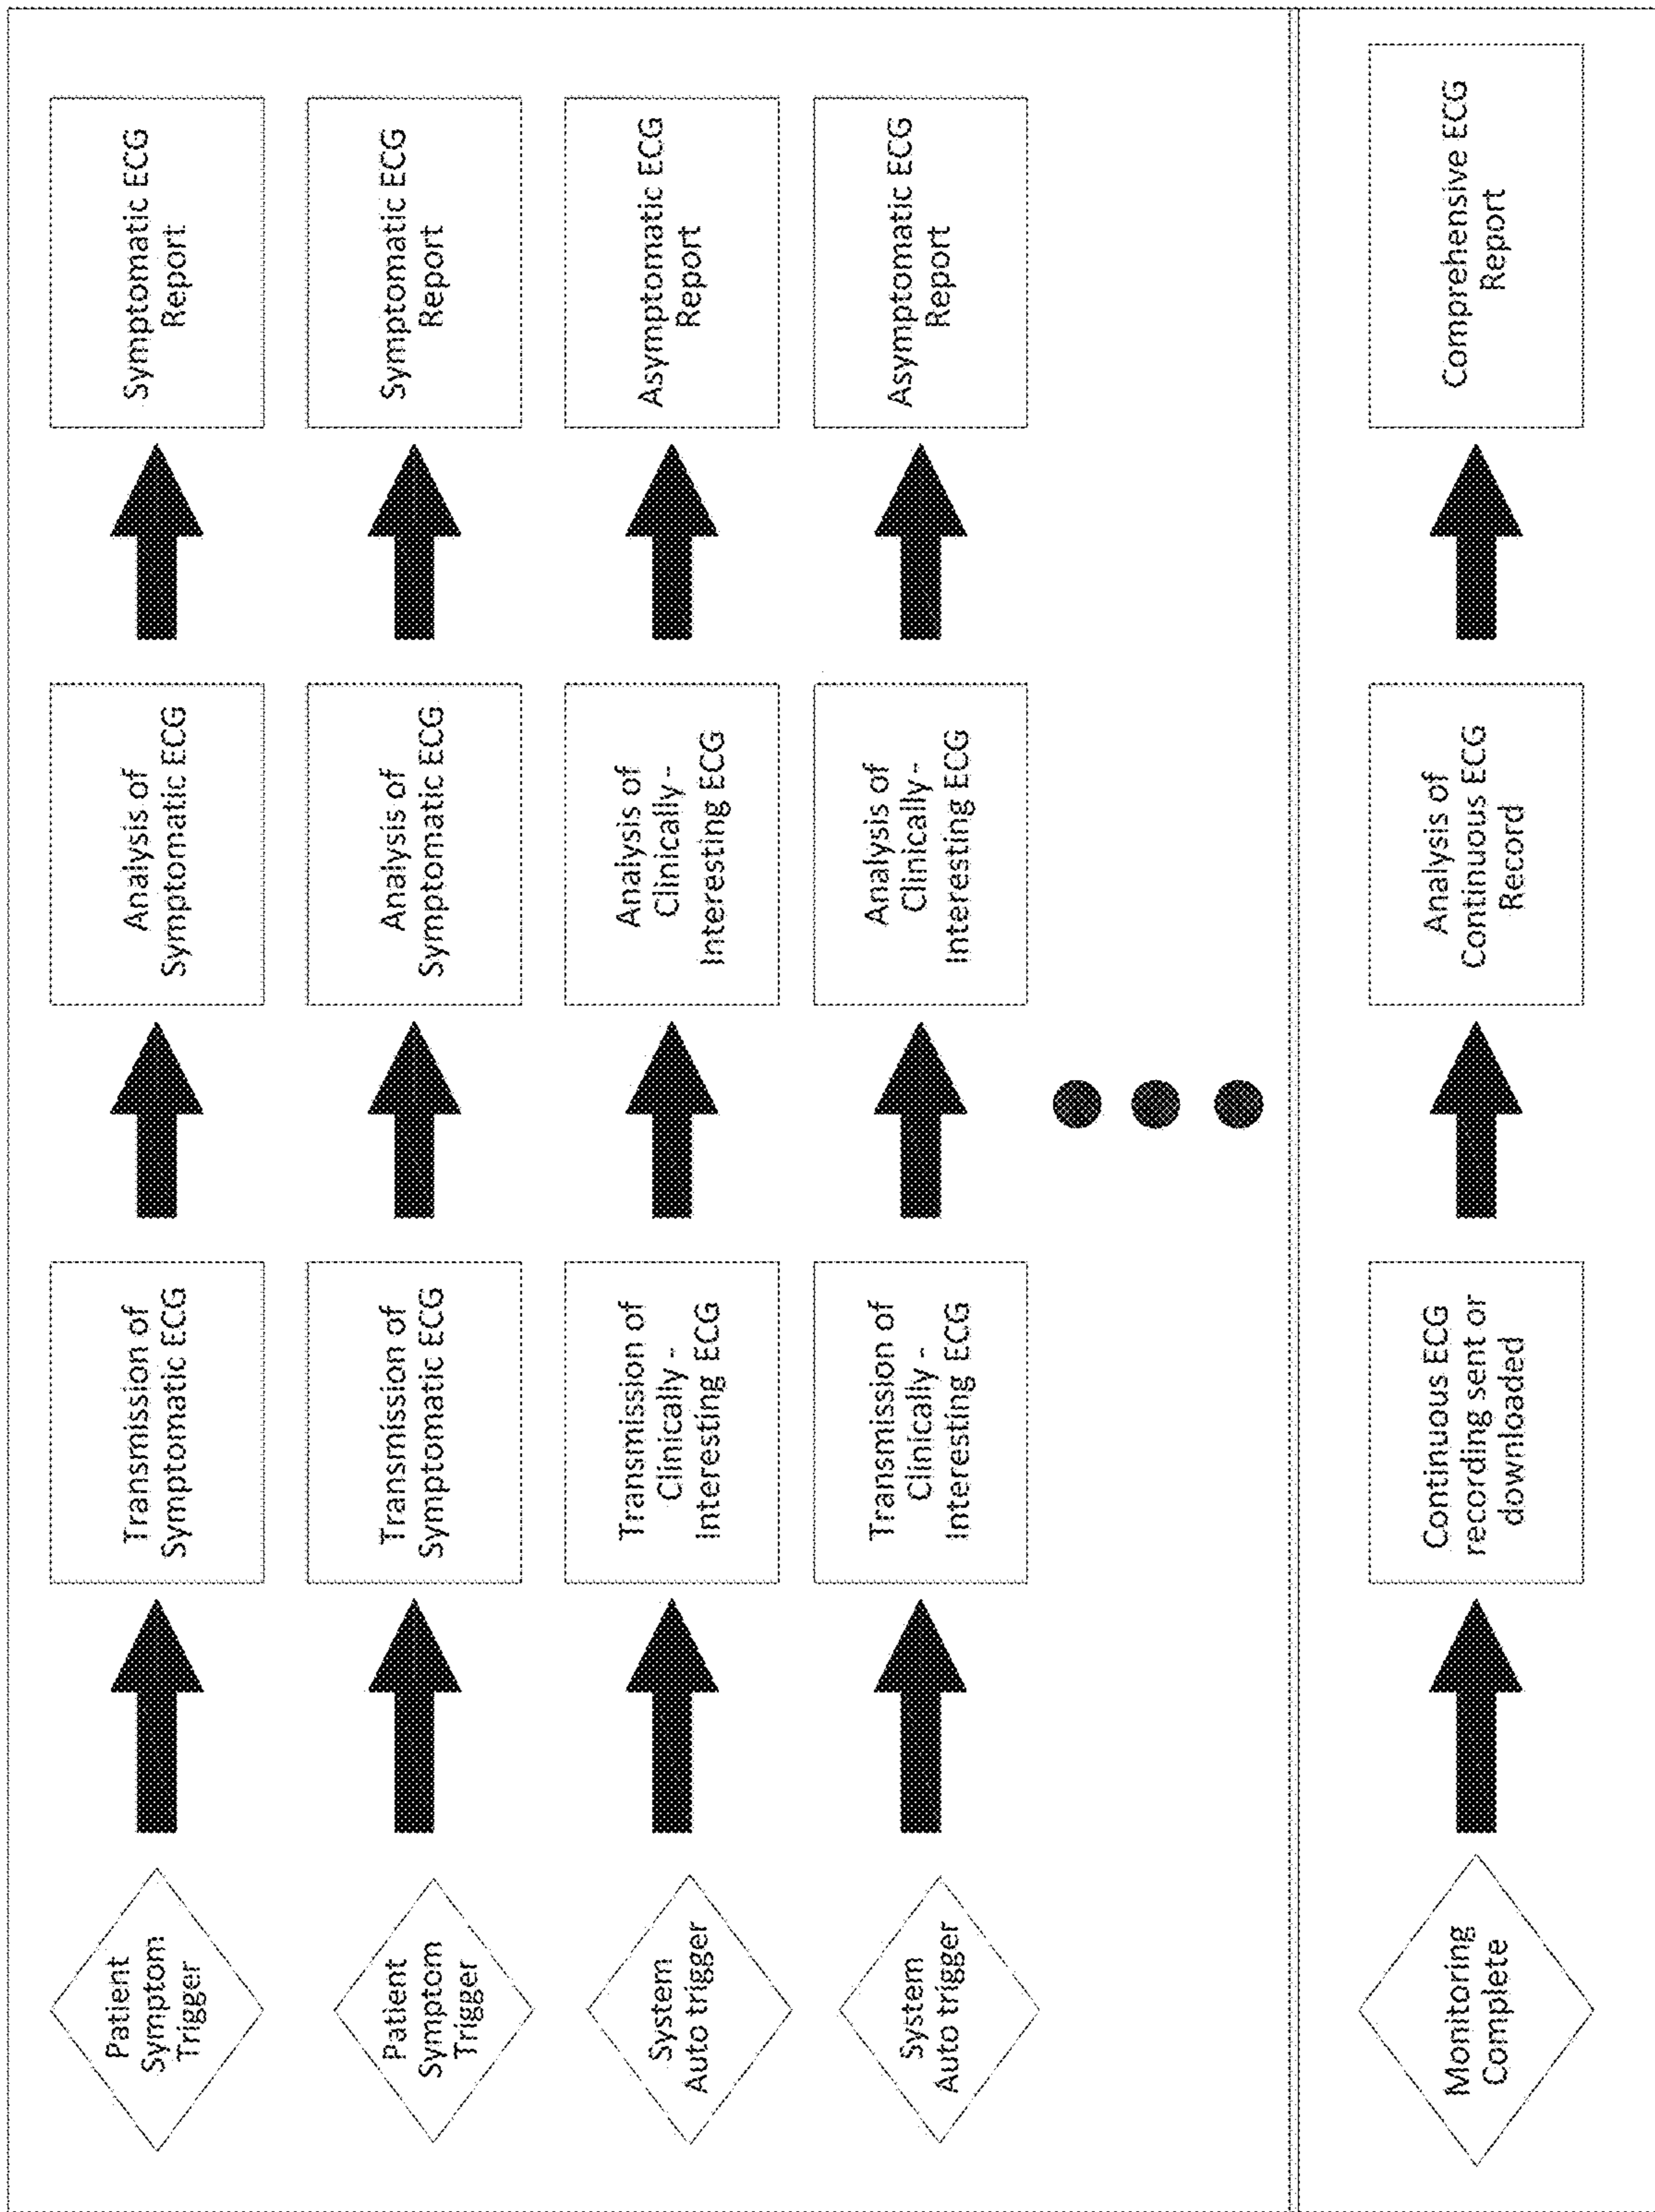 Patient
Symptom
Trigger
Transmission of
Symptomatic ECG
Analysis of
Symptomatic ECG
Symptomatic ECG
Report
Patient
Symptom
Trigger
Transmission of
Symptomatic ECG
Analysis of
Symptomatic ECG
Symptomatic ECG
Report
System
Auto trigger
Transmission of
Clinically -
Interesting ECG
Analysis of
Clinically -
Interesting ECG
Asymptomatic ECG
Report
System
Auto trigger
Transmission of
Clinically -
Interesting ECG
Analysis of
Clinically -
Interesting ECG
Asymptomatic ECG
Report
Monitoring
Complete
Continuous ECG
recording sent or
downloaded
Analysis of
Continuous ECG
Record
Comprehensive ECG
Report